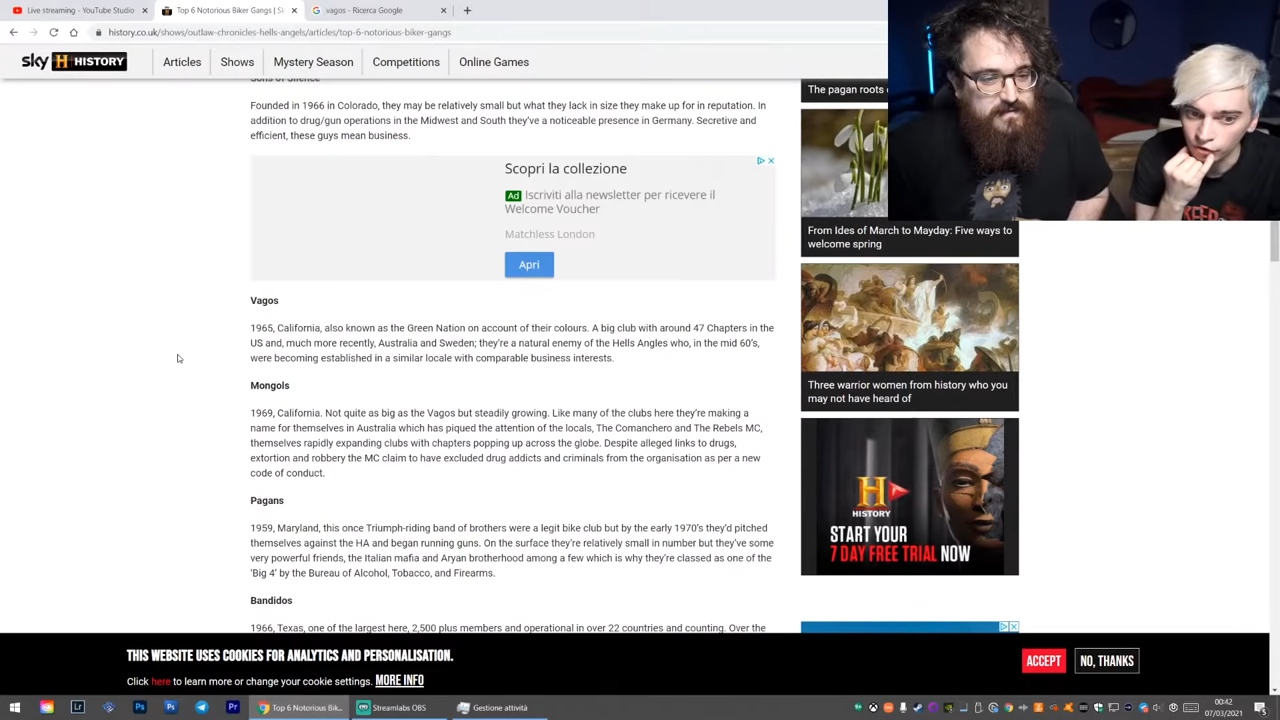 Live streaming - YouTube Studio
Top 6 Notorious Biker Gangs | Sk
vagos - Ricerca Google
history.co.uk/shows/outlaw-chronicles-hells-angels/articles/top-6-notorious-biker-gangs
sky HISTORY
Articles
Shows
Mystery Season
Competitions
Online Games
Sons of Silence
Founded in 1966 in Colorado, they may be relatively small but what they lack in size they make up for in reputation. In
addition to drug/gun operations in the Midwest and South they've a noticeable presence in Germany. Secretive and
efficient, these guys mean business.
Scopri la collezione
Ad Iscriviti alla newsletter per ricevere il
Welcome Voucher
Matchless London
Apri
Vagos
1965, California, also known as the Green Nation on account of their colours. A big club with around 47 Chapters in the
US and, much more recently, Australia and Sweden; they're a natural enemy of the Hells Angles who, in the mid 60's,
were becoming established in a similar locale with comparable business interests.
Mongols
1969, California. Not quite as big as the Vagos but steadily growing. Like many of the clubs here they're making a
name for themselves in Australia which has piqued the attention of the locals, The Comanchero and The Rebels MC,
themselves rapidly expanding clubs with chapters popping up across the globe. Despite alleged links to drugs,
extortion and robbery the MC claim to have excluded drug addicts and criminals from the organisation as per a new
code of conduct.
Pagans
1959, Maryland, this once Triumph-riding band of brothers were a legit bike club but by the early 1970's they'd pitched
themselves against the HA and began running guns. On the surface they're relatively small in number but they've some
very powerful friends, the Italian mafia and Aryan brotherhood among a few which is why they're classed as one of the
'Big 4' by the Bureau of Alcohol, Tobacco, and Firearms.
Bandidos
1966, Texas, one of the largest here, 2,500 plus members and operational in over 22 countries and counting. Over the
The pagan roots
From Ides of March to Mayday: Five ways to
welcome spring
Three warrior women from history who you
may not have heard of
HISTORY
START YOUR
7 DAY FREE TRIAL NOW
KEEP
THIS WEBSITE USES COOKIES FOR ANALYTICS AND PERSONALISATION.
Click here to learn more or change your cookie settings. MORE INFO
ACCEPT
NO, THANKS
Top 6 Notorious Bik...
Streamlabs OBS
Gestione attività
00:42
07/03/2021